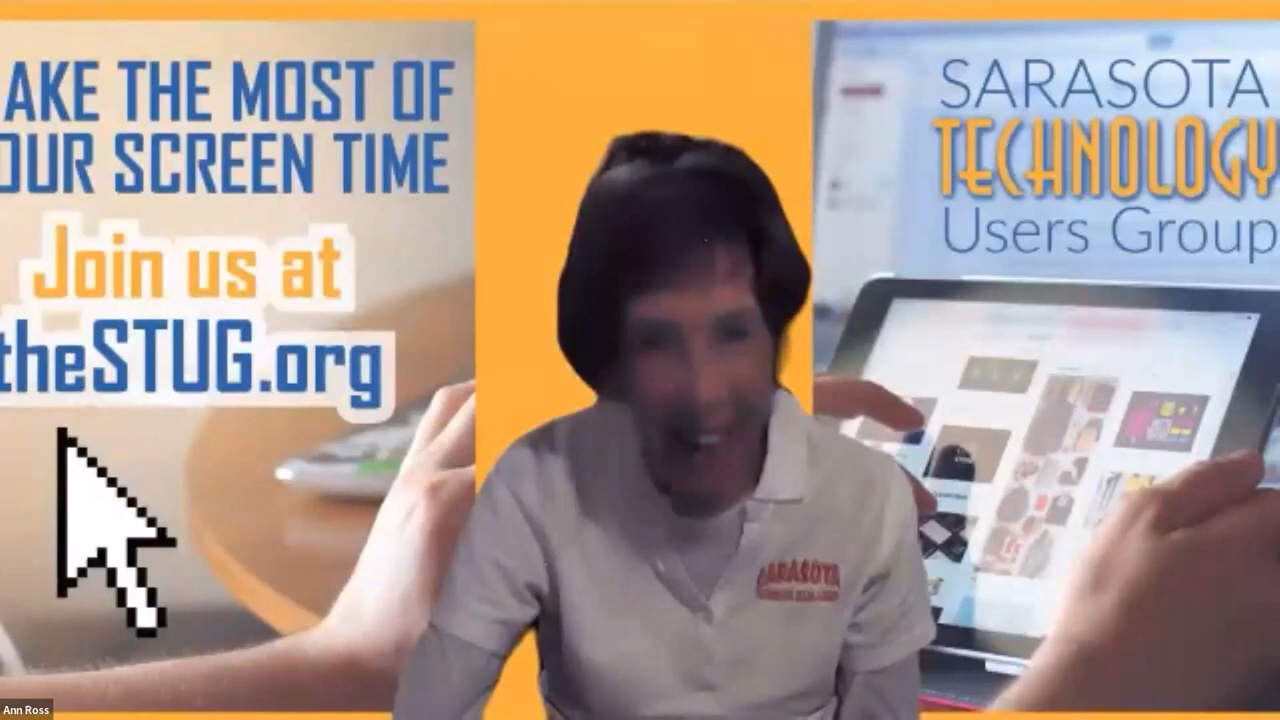 AKE THE MOST OF
OUR SCREEN TIME
Join us at
theSTUG.org
SARASOTA
TECHNOLOGY
Users Group
SARASOTA
Ann Ross